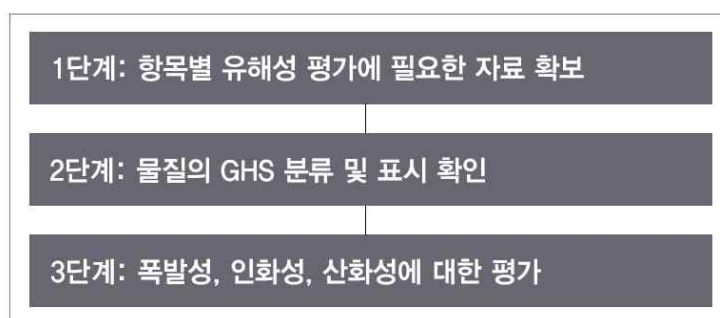 1단계: 항목별 유해성 평가에 필요한 자료 확보
2단계: 물질의 GHS 분류 및 표시 확인
3단계: 폭발성, 인화성, 산화성에 대한 평가